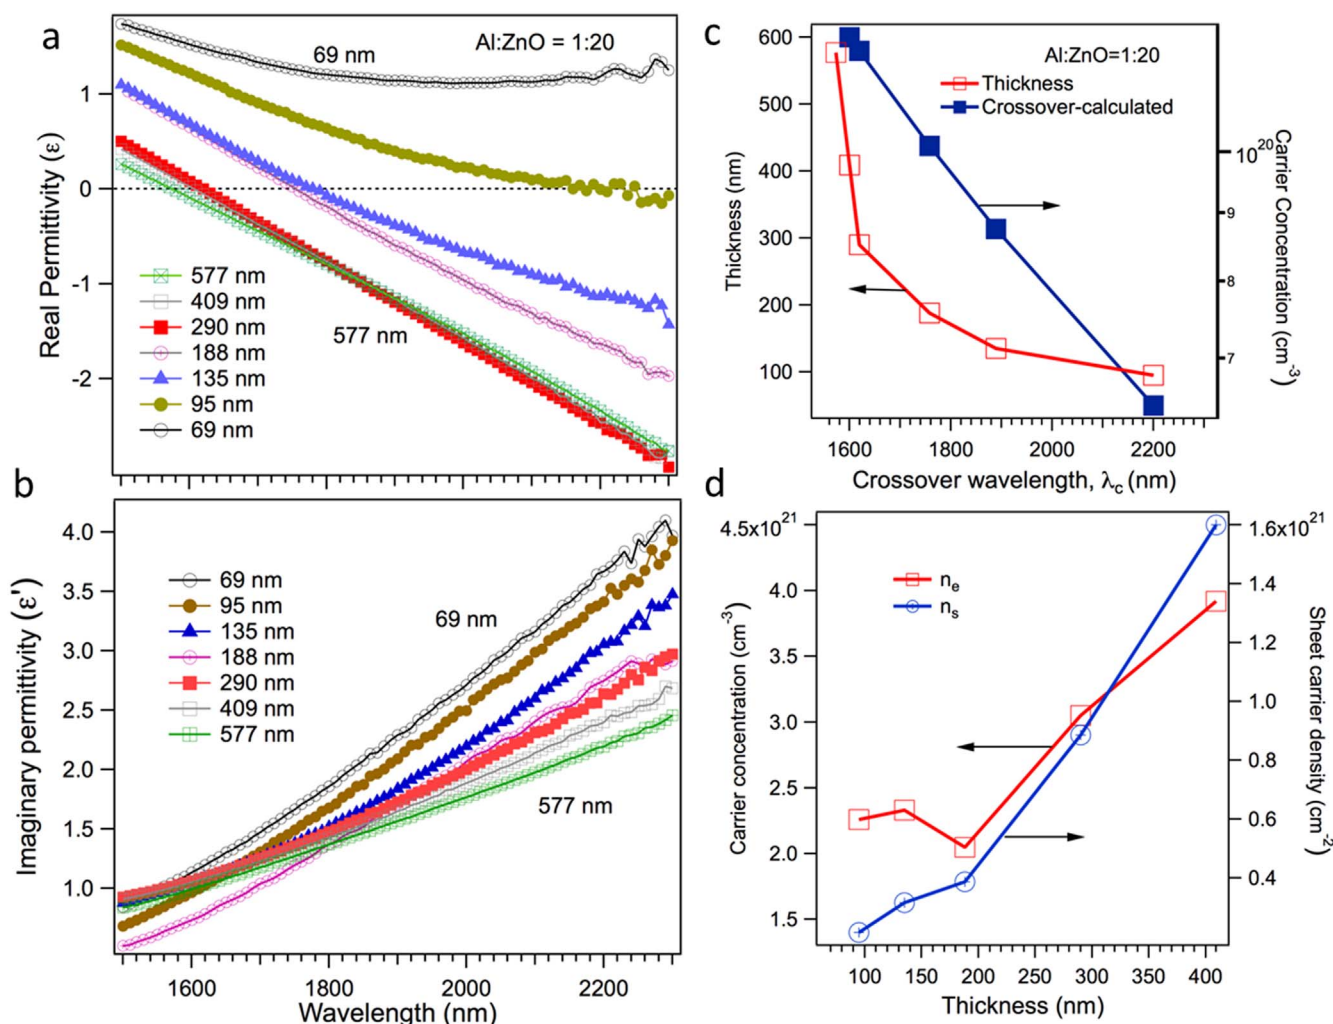 a
Al:ZnO = 1:20
69 nm
577 nm
Real Permittivity (ε)
1
0
-1
-2
577 nm
409 nm
290 nm
188 nm
135 nm
95 nm
69 nm
b
69 nm
95 nm
135 nm
188 nm
290 nm
409 nm
577 nm
69 nm
577 nm
Imaginary permittivity (ε')
4.0
3.5
3.0
2.5
2.0
1.5
1.0
1600 1800 2000 2200
Wavelength (nm)
c
Al:ZnO=1:20
Thickness
Crossover-calculated
Thickness (nm)
600
500
400
300
200
100
10²⁰
9
8
7
Carrier Concentration (cm⁻³)
1600 1800 2000 2200
Crossover wavelength, λc (nm)
d
nₑ
nₛ
Carrier concentration (cm⁻³)
4.5x10²¹
4.0
3.5
3.0
2.5
2.0
1.5
1.6x10²¹
1.4
1.2
1.0
0.8
0.6
0.4
Sheet carrier density (cm⁻²)
100 150 200 250 300 350 400
Thickness (nm)